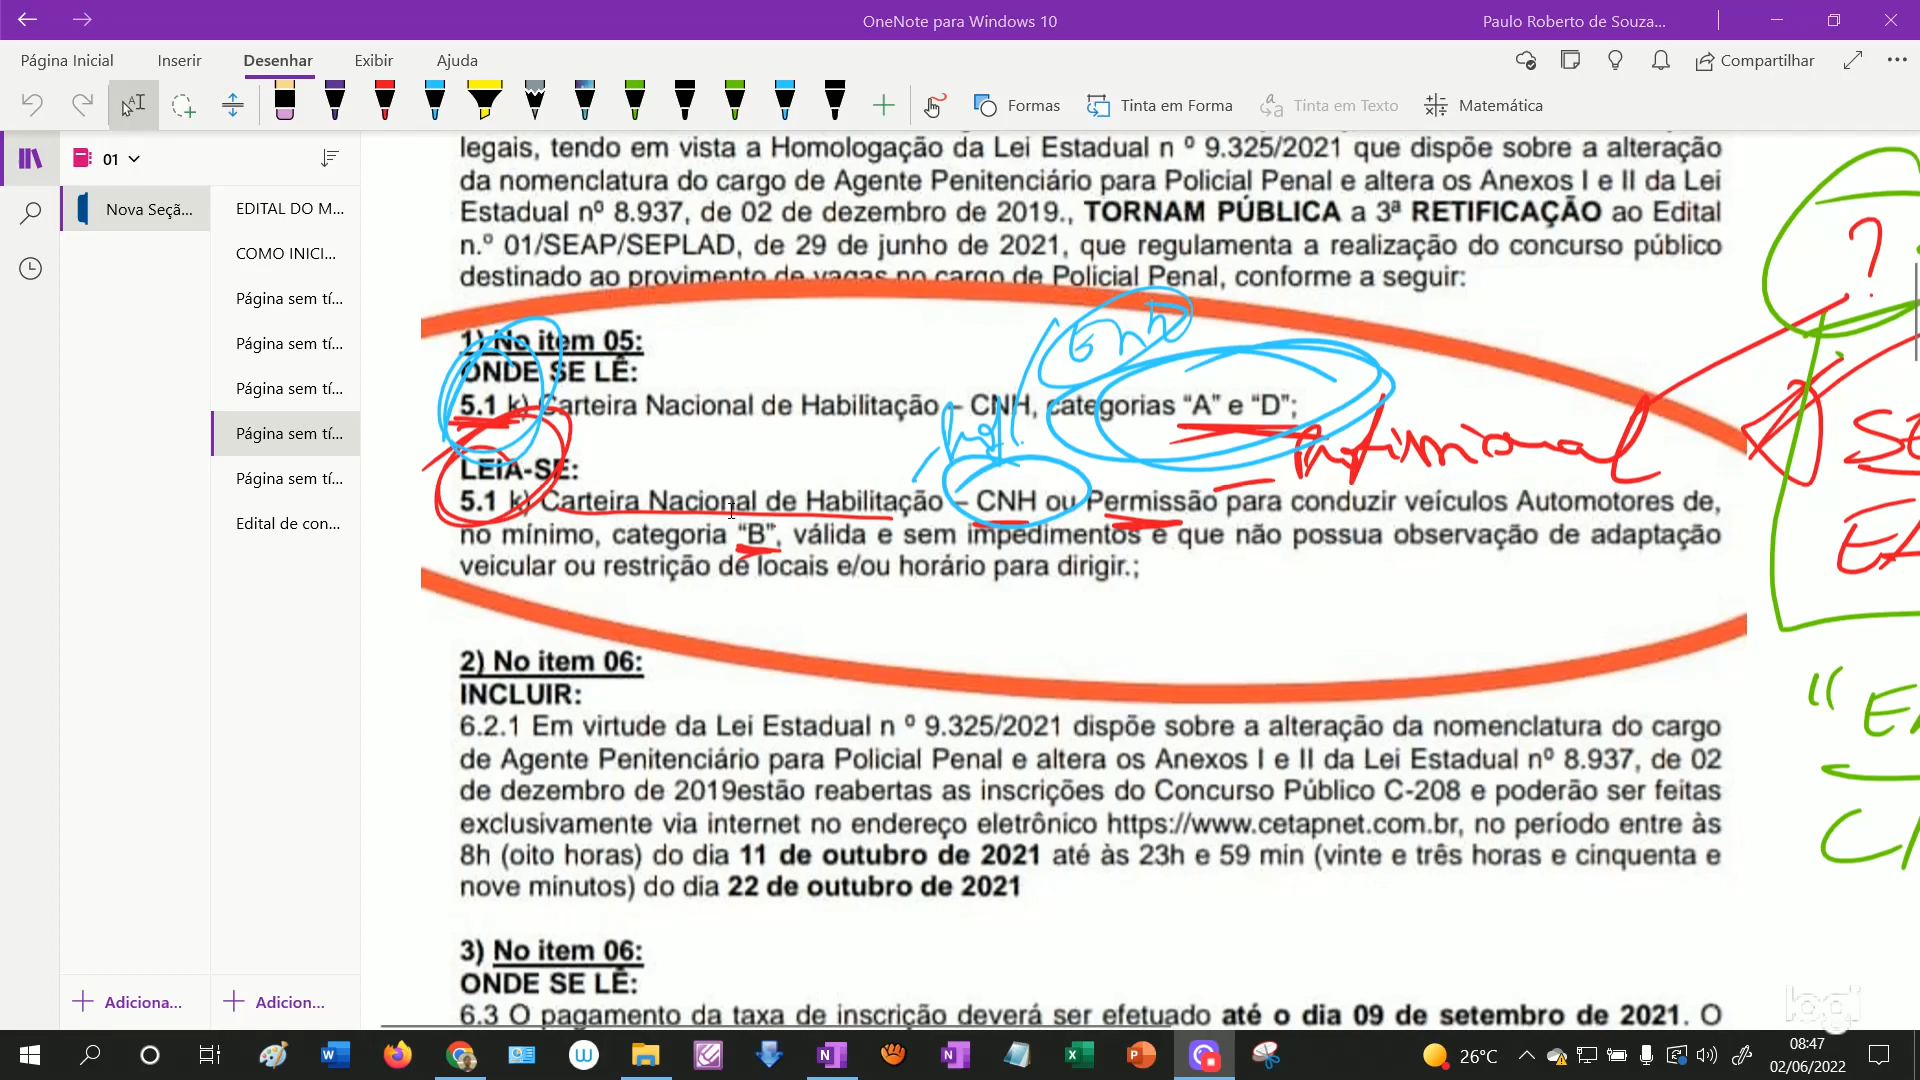 OneNote para Windows 10
Paulo Roberto de Souza...
Página Inicial
Inserir
Desenhar
Exibir
Ajuda
Compartilhar
Formas
Tinta em Forma
Tinta em Texto
Matemática
01
Nova Seçã...
EDITAL DO M...
COMO INICI...
Página sem tí...
Página sem tí...
Página sem tí...
Página sem tí...
Página sem tí...
Edital de con...
Adiciona...
Adicion...
legais, tendo em vista a Homologação da Lei Estadual n º 9.325/2021 que dispõe sobre a alteração
da nomenclatura do cargo de Agente Penitenciário para Policial Penal e altera os Anexos I e II da Lei
Estadual nº 8.937, de 02 de dezembro de 2019., TORNAM PÚBLICA a 3ª RETIFICAÇÃO ao Edital
n.º 01/SEAP/SEPLAD, de 29 de junho de 2021, que regulamenta a realização do concurso público
destinado ao provimento de vagas no cargo de Policial Penal, conforme a seguir:
1) No item 05:
ONDE SE LÊ:
5.1 k) Carteira Nacional de Habilitação – CNH, categorias “A” e “D”;
LEIA-SE:
5.1 k) Carteira Nacional de Habilitação – CNH ou Permissão para conduzir veículos Automotores de,
no mínimo, categoria “B”, válida e sem impedimentos e que não possua observação de adaptação
veicular ou restrição de locais e/ou horário para dirigir.;
2) No item 06:
INCLUIR:
6.2.1 Em virtude da Lei Estadual n º 9.325/2021 dispõe sobre a alteração da nomenclatura do cargo
de Agente Penitenciário para Policial Penal e altera os Anexos I e II da Lei Estadual nº 8.937, de 02
de dezembro de 2019estão reabertas as inscrições do Concurso Público C-208 e poderão ser feitas
exclusivamente via internet no endereço eletrônico https://www.cetapnet.com.br, no período entre às
8h (oito horas) do dia 11 de outubro de 2021 até às 23h e 59 min (vinte e três horas e cinquenta e
nove minutos) do dia 22 de outubro de 2021
3) No item 06:
ONDE SE LÊ:
6.3 O pagamento da taxa de inscrição deverá ser efetuado até o dia 09 de setembro de 2021. O
?
logi
26°C
08:47
02/06/2022